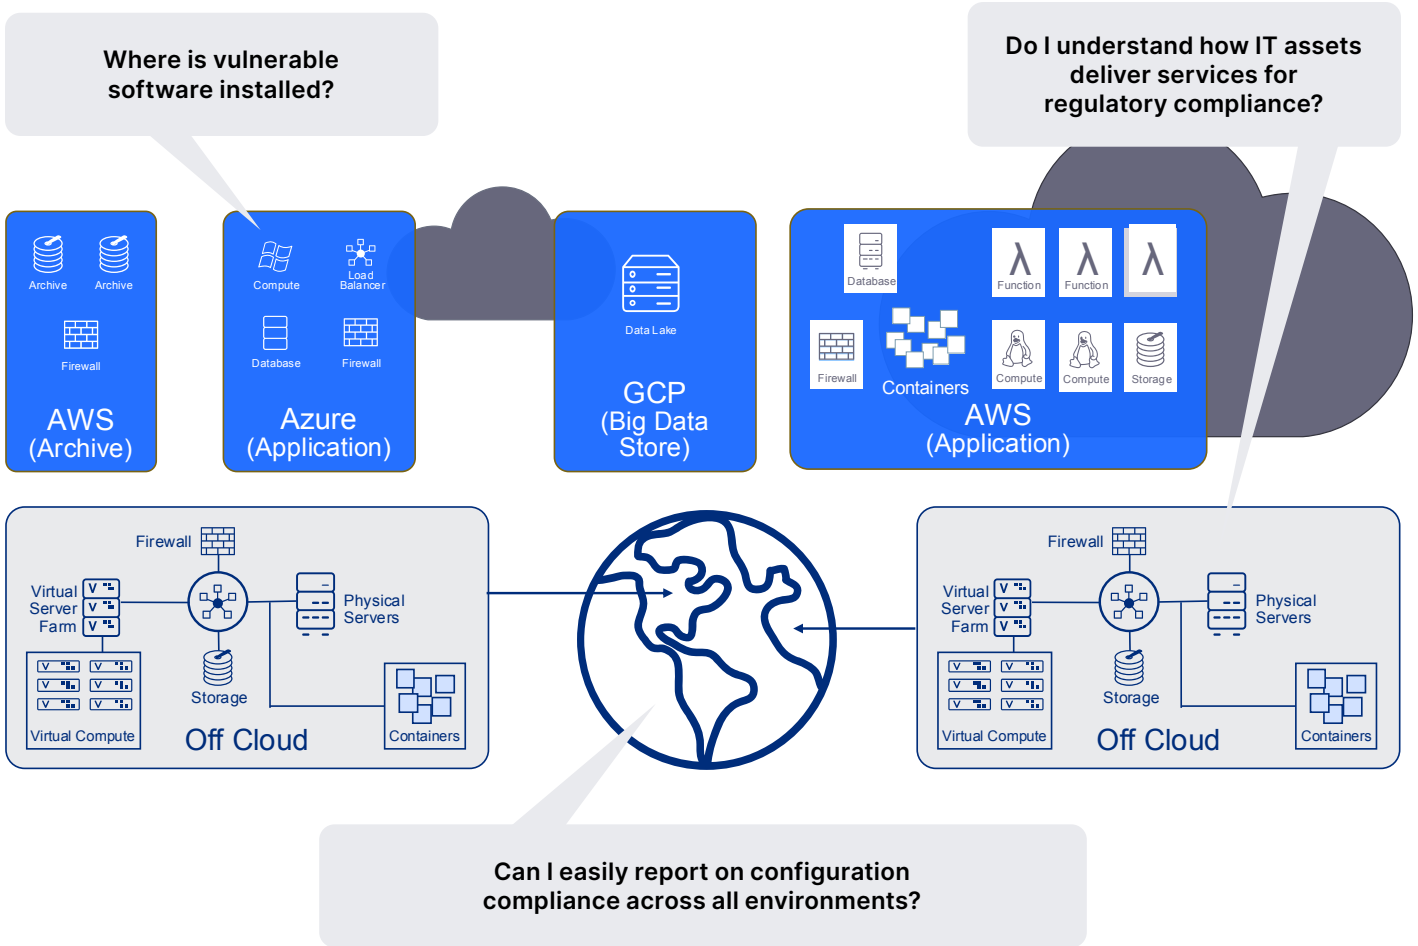 Where is vulnerable
software installed?
Do I understand how IT assets
deliver services for
regulatory compliance?
Archive
Archive
Firewall
AWS
(Archive)
Compute
Load
Balancer
Database
Firewall
Azure
(Application)
Data Lake
GCP
(Big Data
Store)
Database
Function
Function
Firewall
Containers
Compute
Compute
Storage
AWS
(Application)
Firewall
Virtual
Server
Farm
Physical
Servers
Storage
Virtual Compute
Off Cloud
Containers
Firewall
Virtual
Server
Farm
Physical
Servers
Storage
Virtual Compute
Off Cloud
Containers
Can I easily report on configuration
compliance across all environments?